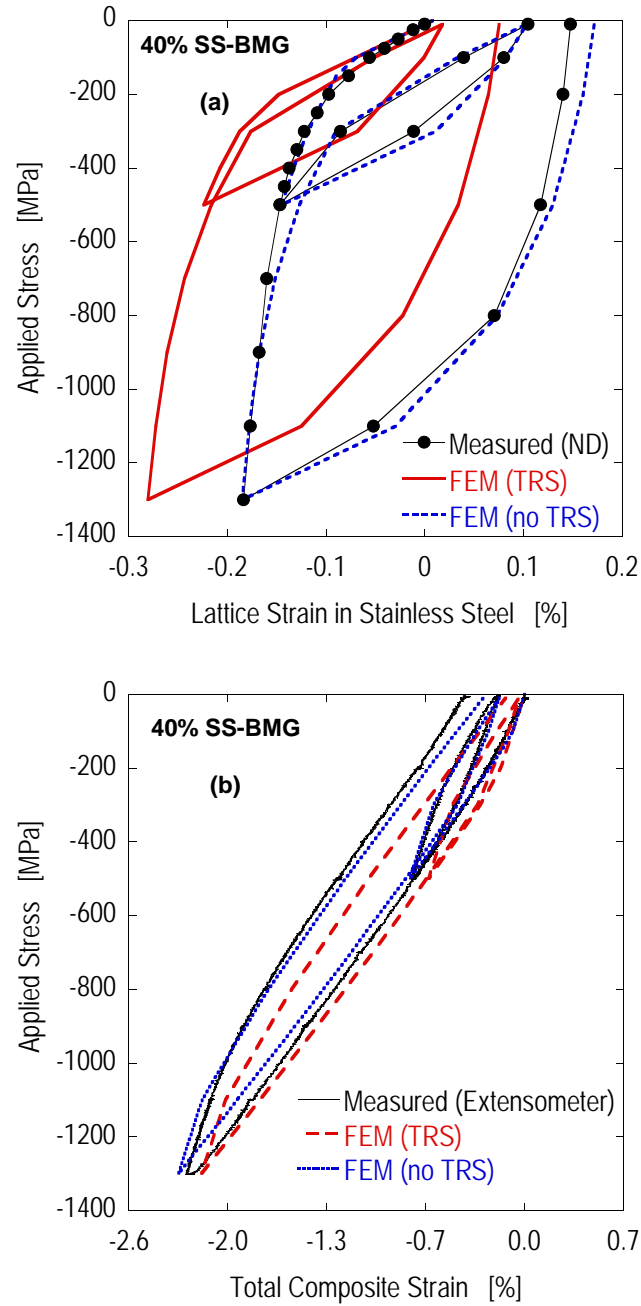 0
40% SS-BMG
-200
(a)
-400
-600
-800
-1000
Measured (ND)
-1200
FEM (TRS)
FEM (no TRS)
-1400
-0.3 -0.2 -0.1 0 0.1 0.2
Applied Stress [MPa]
Lattice Strain in Stainless Steel [%]
0
40% SS-BMG
-200
(b)
-400
-600
-800
-1000
Measured (Extensometer)
-1200
FEM (TRS)
FEM (no TRS)
-1400
-2.6 -2.0 -1.3 -0.7 0.0 0.7
Applied Stress [MPa]
Total Composite Strain [%]